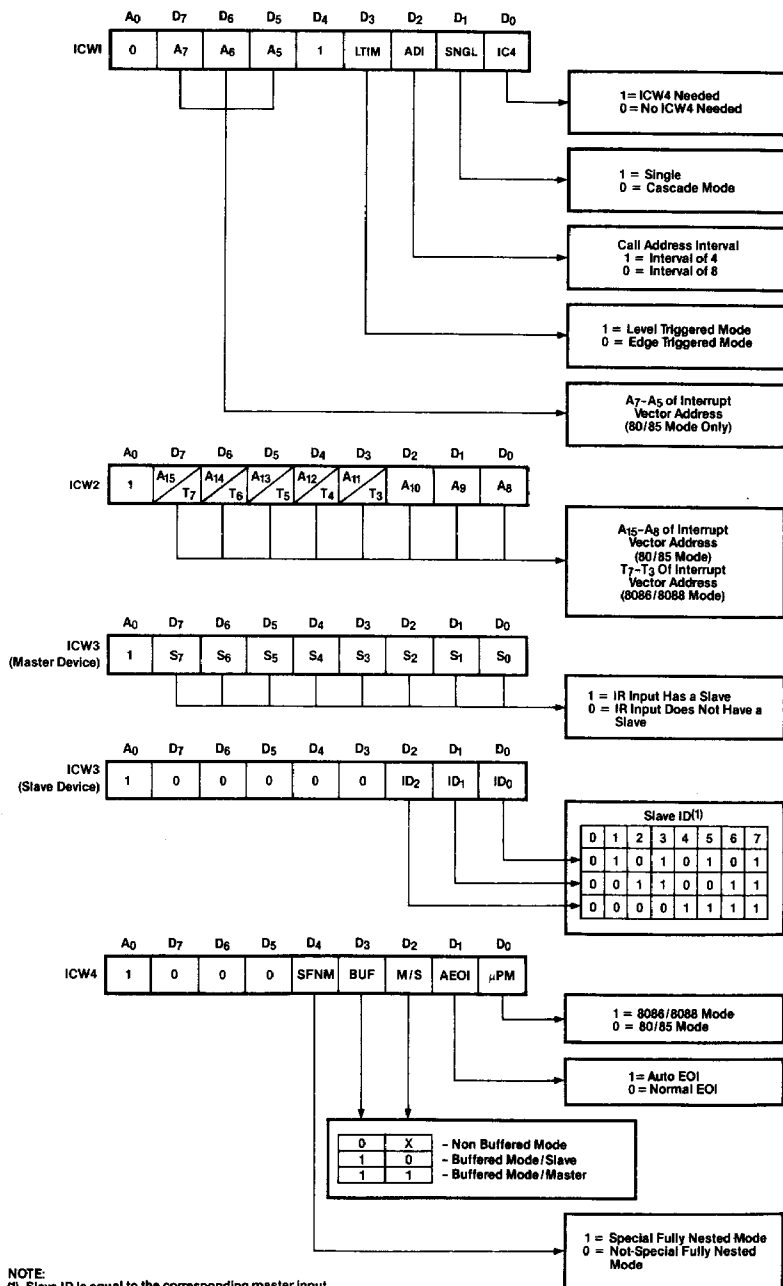 A0 D7 D6 D5 D4 D3 D2 D1 D0
ICWI 0 A7 A6 A5 1 LTIM ADI SNGL IC4
1 = ICW4 Needed
0 = No ICW4 Needed
1 = Single
0 = Cascade Mode
Call Address Interval
1 = Interval of 4
0 = Interval of 8
1 = Level Triggered Mode
0 = Edge Triggered Mode
A7-A5 of Interrupt
Vector Address
(80/85 Mode Only)
A0 D7 D6 D5 D4 D3 D2 D1 D0
ICW2 1 A15/T7 A14/T6 A13/T5 A12/T4 A11/T3 A10 A9 A8
A15-A8 of Interrupt
Vector Address
(80/85 Mode)
T7-T3 Of Interrupt
Vector Address
(8086/8088 Mode)
A0 D7 D6 D5 D4 D3 D2 D1 D0
ICW3
(Master Device)
1 S7 S6 S5 S4 S3 S2 S1 S0
1 = IR Input Has a Slave
0 = IR Input Does Not Have a
Slave
A0 D7 D6 D5 D4 D3 D2 D1 D0
ICW3
(Slave Device)
1 0 0 0 0 0 ID2 ID1 ID0
Slave ID(1)
0 1 2 3 4 5 6 7
0 1 0 1 0 1 0 1
0 0 1 1 0 0 1 1
0 0 0 0 1 1 1 1
A0 D7 D6 D5 D4 D3 D2 D1 D0
ICW4 1 0 0 0 SFNM BUF M/S AEOI μPM
1 = 8086/8088 Mode
0 = 80/85 Mode
1 = Auto EOI
0 = Normal EOI
0 X - Non Buffered Mode
1 0 - Buffered Mode/Slave
1 1 - Buffered Mode/Master
1 = Special Fully Nested Mode
0 = Not-Special Fully Nested
Mode
NOTE:
(1) Slave ID is equal to the corresponding master input.